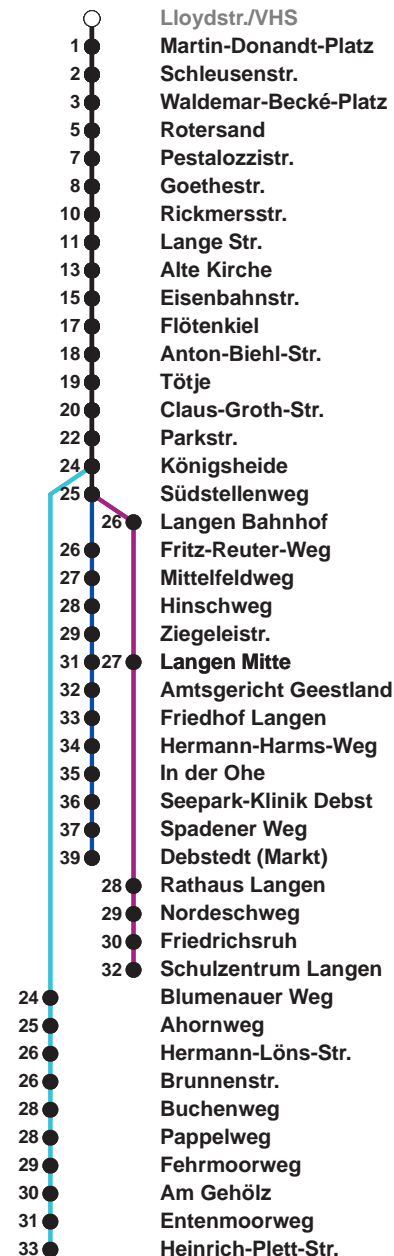 Lloydstr./VHS
1 Martin-Donandt-Platz
2 Schleusenstr.
3 Waldemar-Becké-Platz
5 Rotersand
7 Pestalozzistr.
8 Goethestr.
10 Rickmersstr.
11 Lange Str.
13 Alte Kirche
15 Eisenbahnstr.
17 Flötenkiel
18 Anton-Biehl-Str.
19 Tötje
20 Claus-Groth-Str.
22 Parkstr.
24 Königsheide
25 Südstellenweg
26 Langen Bahnhof
26 Fritz-Reuter-Weg
27 Mittelfeldweg
28 Hinschweg
29 Ziegeleistr.
31 27 Langen Mitte
32 Amtsgericht Geestland
33 Friedhof Langen
34 Hermann-Harms-Weg
35 In der Ohe
36 Seepark-Klinik Debst
37 Spadener Weg
39 Debstedt (Markt)
28 Rathaus Langen
29 Nordeschweg
30 Friedrichsruh
32 Schulzentrum Langen
24 Blumenauer Weg
25 Ahornweg
26 Hermann-Löns-Str.
26 Brunnenstr.
28 Buchenweg
28 Pappelweg
29 Fehrmoorweg
30 Am Gehölz
31 Entenmoorweg
33 Heinrich-Plett-Str.